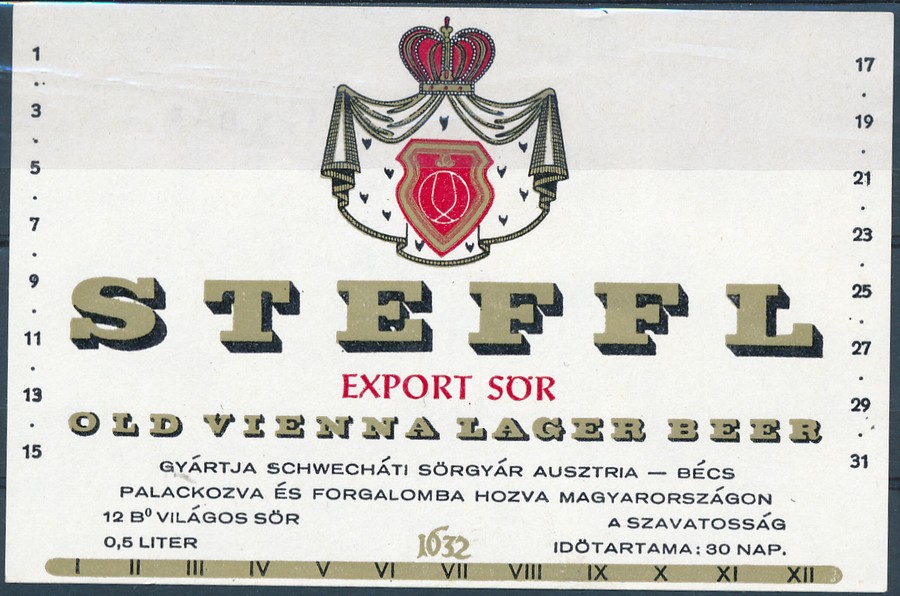 1
3
5
7
9
11
13
15
17
19
21
23
25
27
29
31
STEFFL
EXPORT SÖR
OLD VIENNA LAGER BEER
GYÁRTJA SCHWECHÁTI SÖRGYÁR AUSZTRIA — BÉCS
PALACKOZVA ÉS FORGALOMBA HOZVA MAGYARORSZÁGON
12 B⁰ VILÁGOS SÖR
0,5 LITER
1632
A SZAVATOSSÁG
IDŐTARTAMA: 30 NAP.
I II III IV V VI VII VIII IX X XI XII